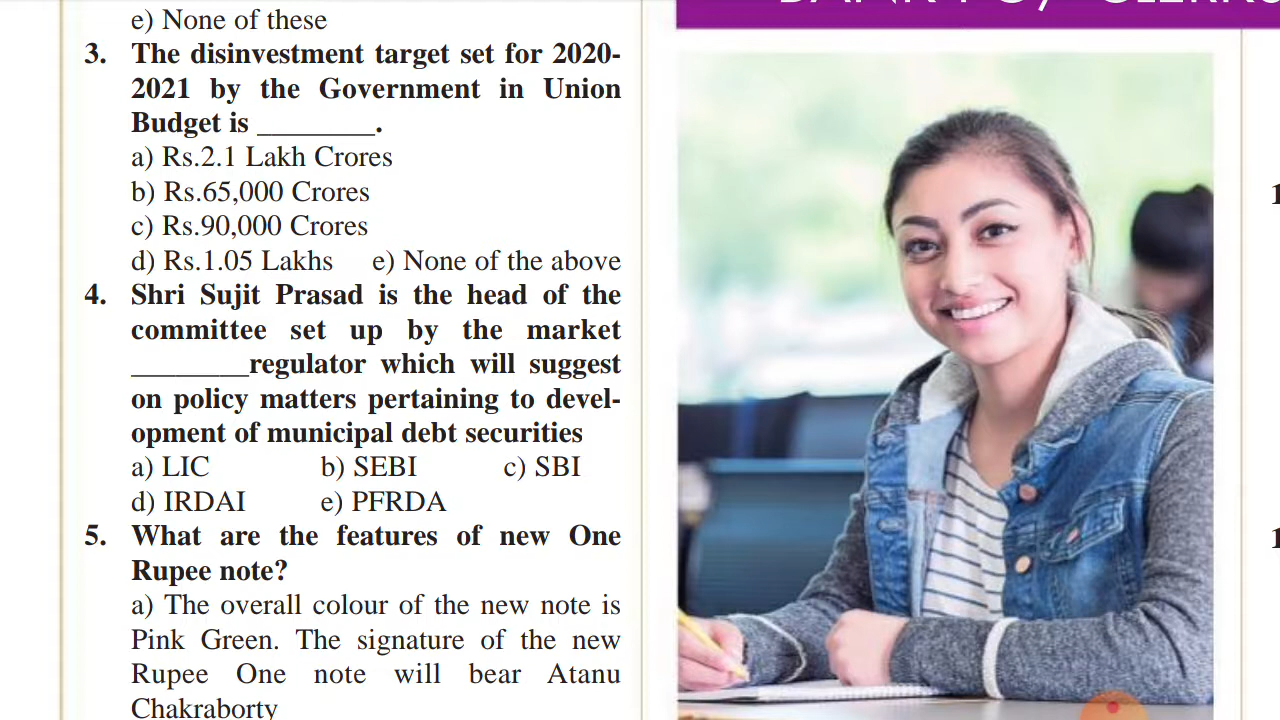 e) None of these
3. The disinvestment target set for 2020-
2021 by the Government in Union
Budget is ________.
a) Rs.2.1 Lakh Crores
b) Rs.65,000 Crores
c) Rs.90,000 Crores
d) Rs.1.05 Lakhs e) None of the above
4. Shri Sujit Prasad is the head of the
committee set up by the market
________regulator which will suggest
on policy matters pertaining to devel-
opment of municipal debt securities
a) LIC b) SEBI c) SBI
d) IRDAI e) PFRDA
5. What are the features of new One
Rupee note?
a) The overall colour of the new note is
Pink Green. The signature of the new
Rupee One note will bear Atanu
Chakraborty